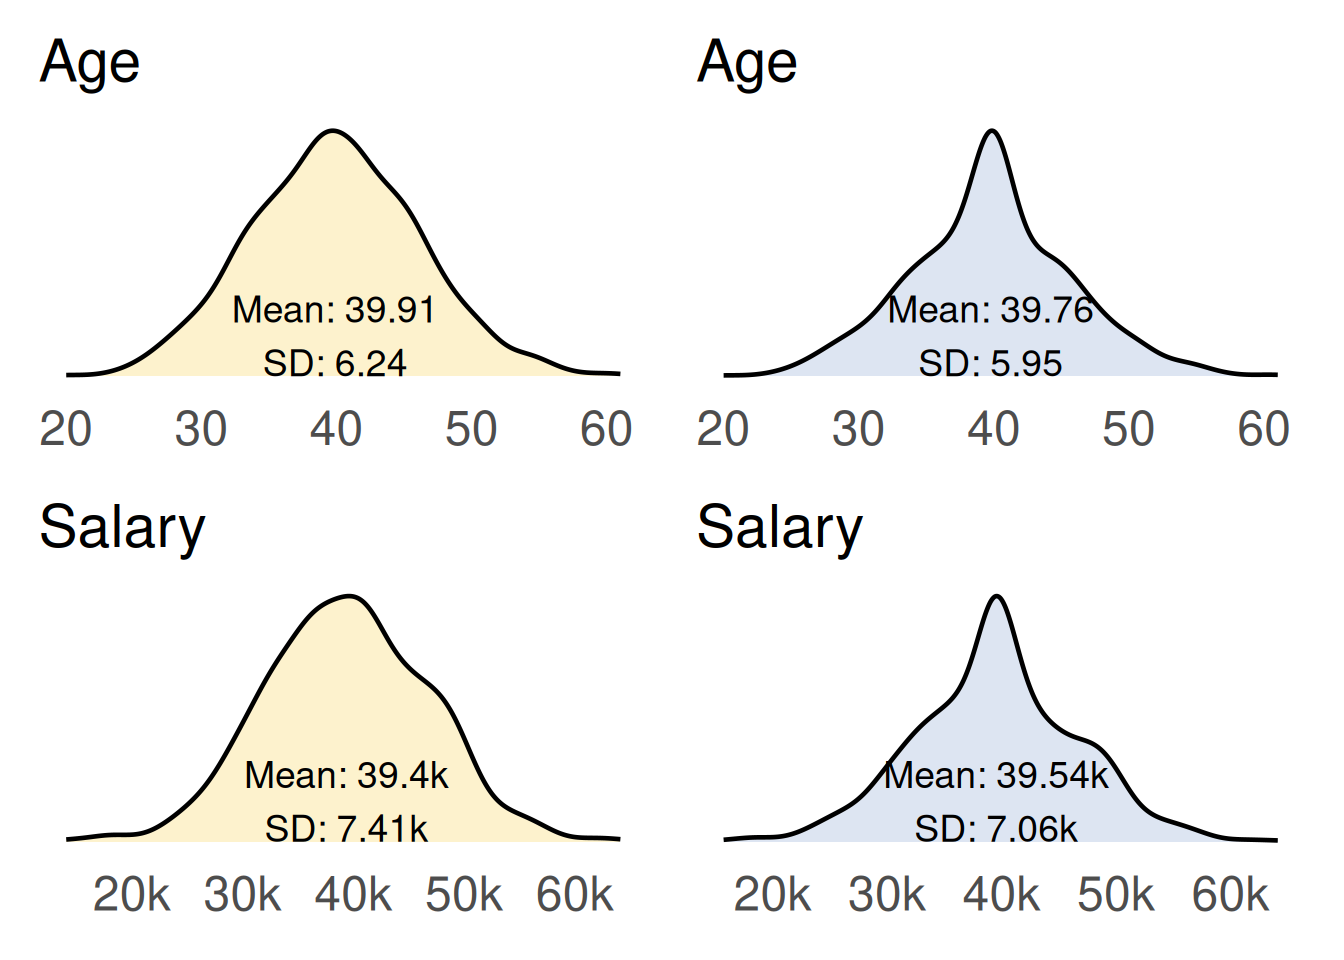 Age
Mean: 39.91
SD: 6.24
20 30 40 50 60
Age
Mean: 39.76
SD: 5.95
20 30 40 50 60
Salary
Mean: 39.4k
SD: 7.41k
20k 30k 40k 50k 60k
Salary
Mean: 39.54k
SD: 7.06k
20k 30k 40k 50k 60k